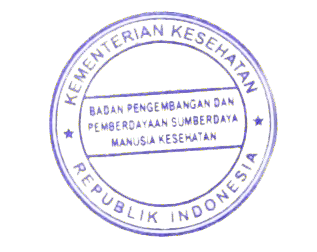 KEMENTERIAN KESEHATAN
BADAN PENGEMBANGAN DAN
PEMBERDAYAAN SUMBERDAYA
MANUSIA KESEHATAN
REPUBLIK INDONESIA